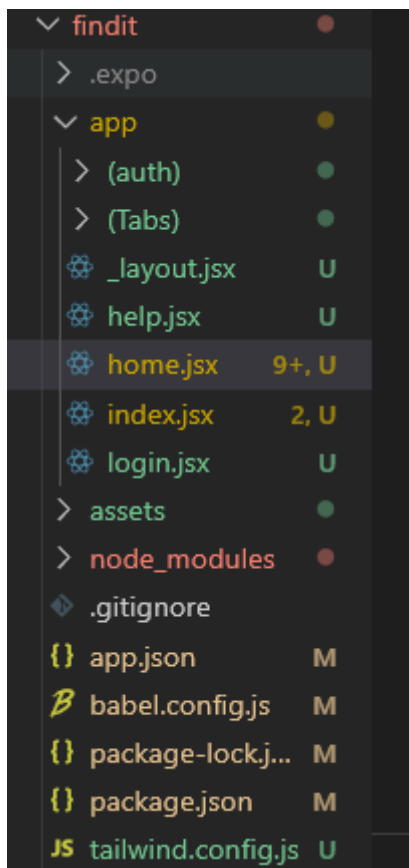 findit
.expo
app
(auth)
(Tabs)
_layout.jsx U
help.jsx U
home.jsx 9+, U
index.jsx 2, U
login.jsx U
assets
node_modules
.gitignore
{} app.json M
B babel.config.js M
{} package-lock.j... M
{} package.json M
JS tailwind.config.js U